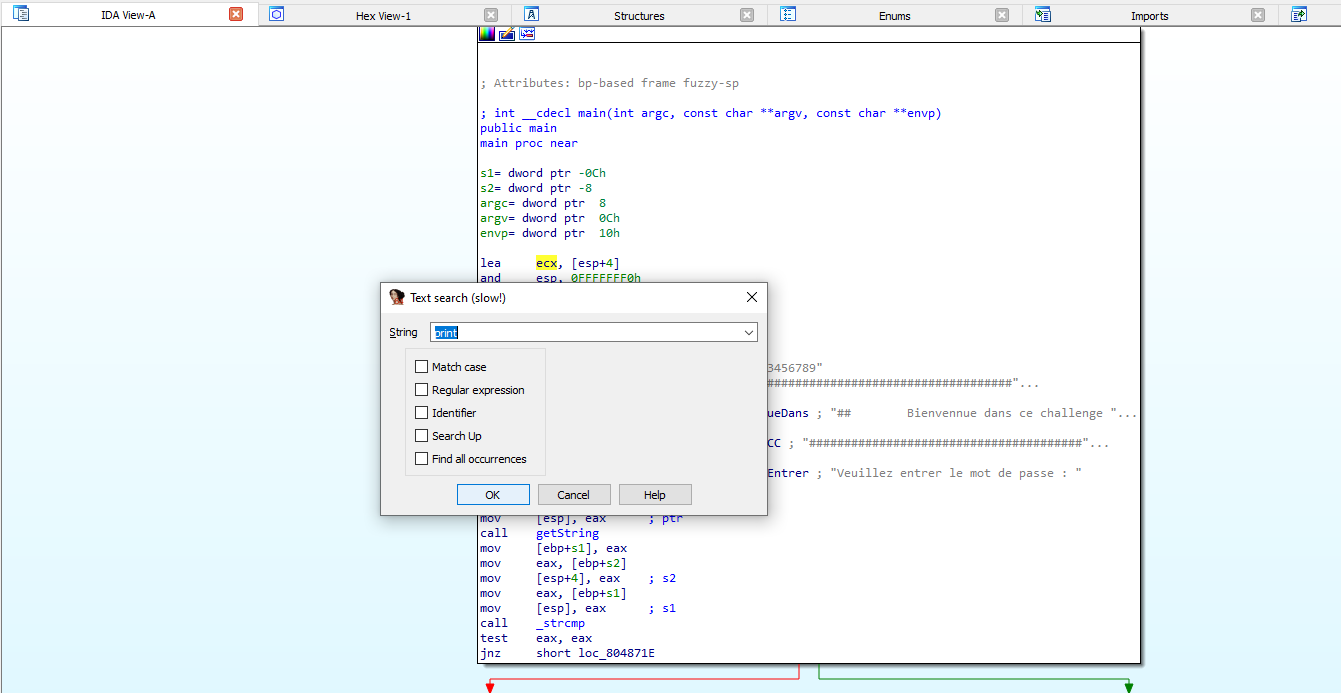 IDA View-A Hex View-1 Structures Enums Imports
; Attributes: bp-based frame fuzzy-sp
; int __cdecl main(int argc, const char **argv, const char **envp)
public main
main proc near
s1= dword ptr -0Ch
s2= dword ptr -8
argc= dword ptr  8
argv= dword ptr  0Ch
envp= dword ptr  10h
lea     ecx, [esp+4]
and     esp, 0FFFFFFF0h
Text search (slow!)
String print
Match case
Regular expression
Identifier
Search Up
Find all occurrences
OK Cancel Help
3456789"
###################################"...
ueDans ; "##        Bienvennue dans ce challenge "...
CC ; "#######################################"...
Entrer ; "Veuillez entrer le mot de passe : "
mov     [esp], eax      ; ptr
call    getString
mov     [ebp+s1], eax
mov     eax, [ebp+s2]
mov     [esp+4], eax    ; s2
mov     eax, [ebp+s1]
mov     [esp], eax      ; s1
call    _strcmp
test    eax, eax
jnz     short loc_804871E